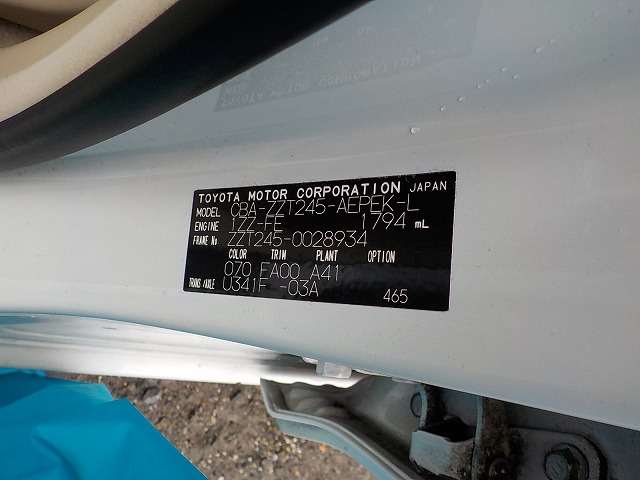 TOYOTA MOTOR CORPORATION JAPAN
MODEL CBA-ZZT245-AEPEK-L
ENGINE 1ZZ-FE 1794 mL
FRAME No. ZZT245-0028934
COLOR TRIM PLANT OPTION
070 FA00 A41
TRANS/AXLE U341F -03A 465